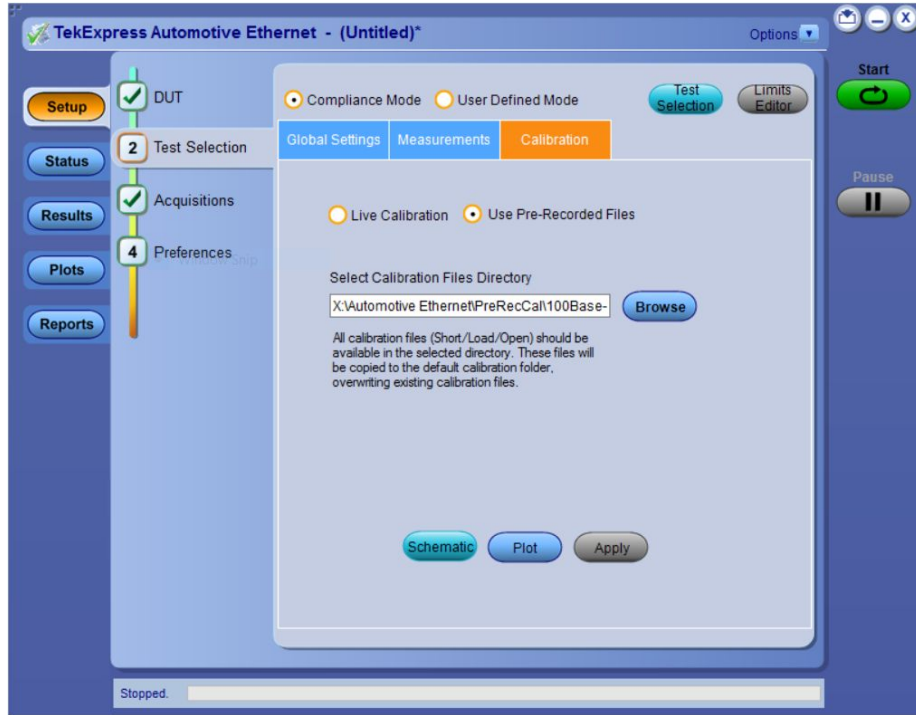 TekExpress Automotive Ethernet - (Untitled)*
Options
Start
Pause
Setup
Status
Results
Plots
Reports
DUT
2 Test Selection
Acquisitions
4 Preferences
Compliance Mode
User Defined Mode
Test Selection
Limits Editor
Global Settings
Measurements
Calibration
Live Calibration
Use Pre-Recorded Files
Select Calibration Files Directory
X:\Automotive Ethernet\PreRecCal\100Base-
Browse
All calibration files (Short/Load/Open) should be
available in the selected directory. These files will
be copied to the default calibration folder,
overwriting existing calibration files.
Schematic
Plot
Apply
Stopped.